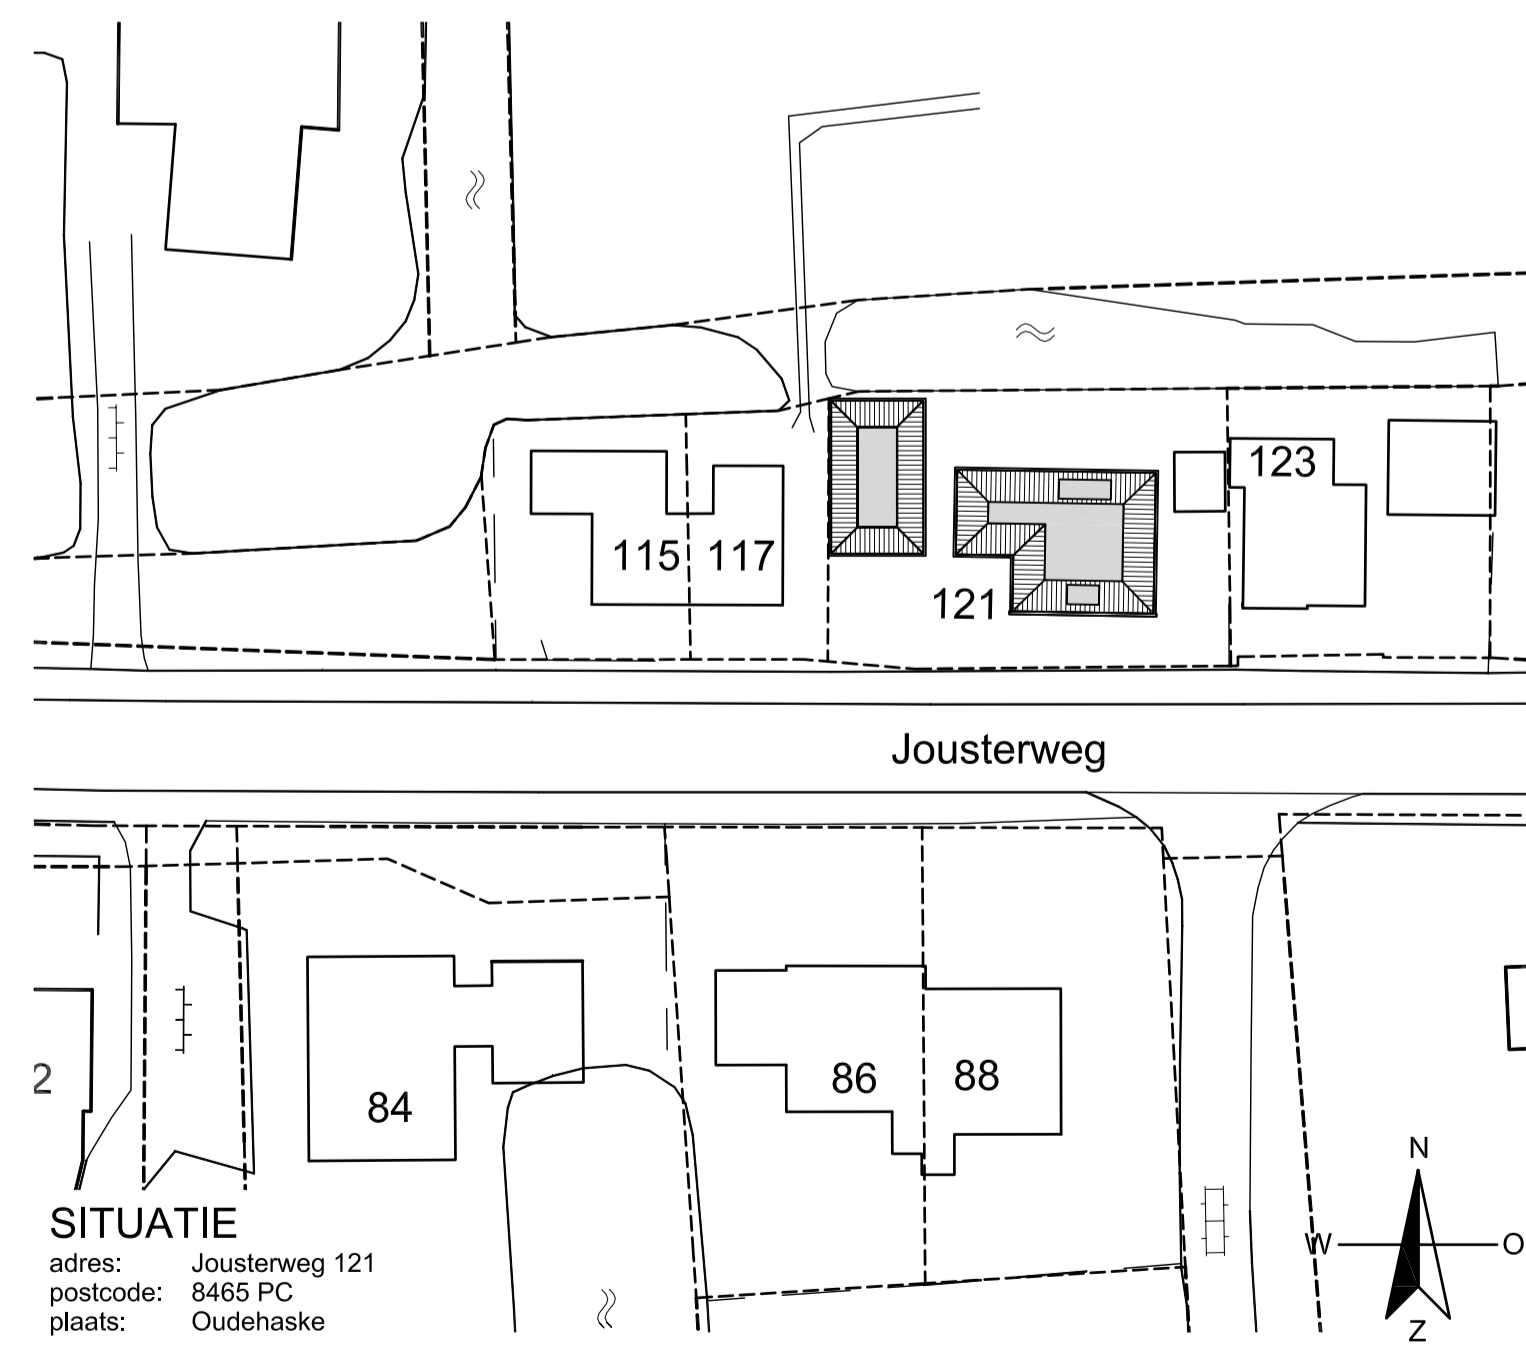 123
115 117
121
Jousterweg
2
84
86 88
N
W O
Z
SITUATIE
adres: Jousterweg 121
postcode: 8465 PC
plaats: Oudehaske